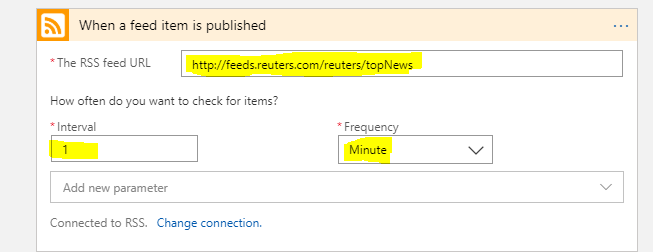 When a feed item is published
* The RSS feed URL
http://feeds.reuters.com/reuters/topNews
How often do you want to check for items?
* Interval
* Frequency
1
Minute
Add new parameter
Connected to RSS. Change connection.